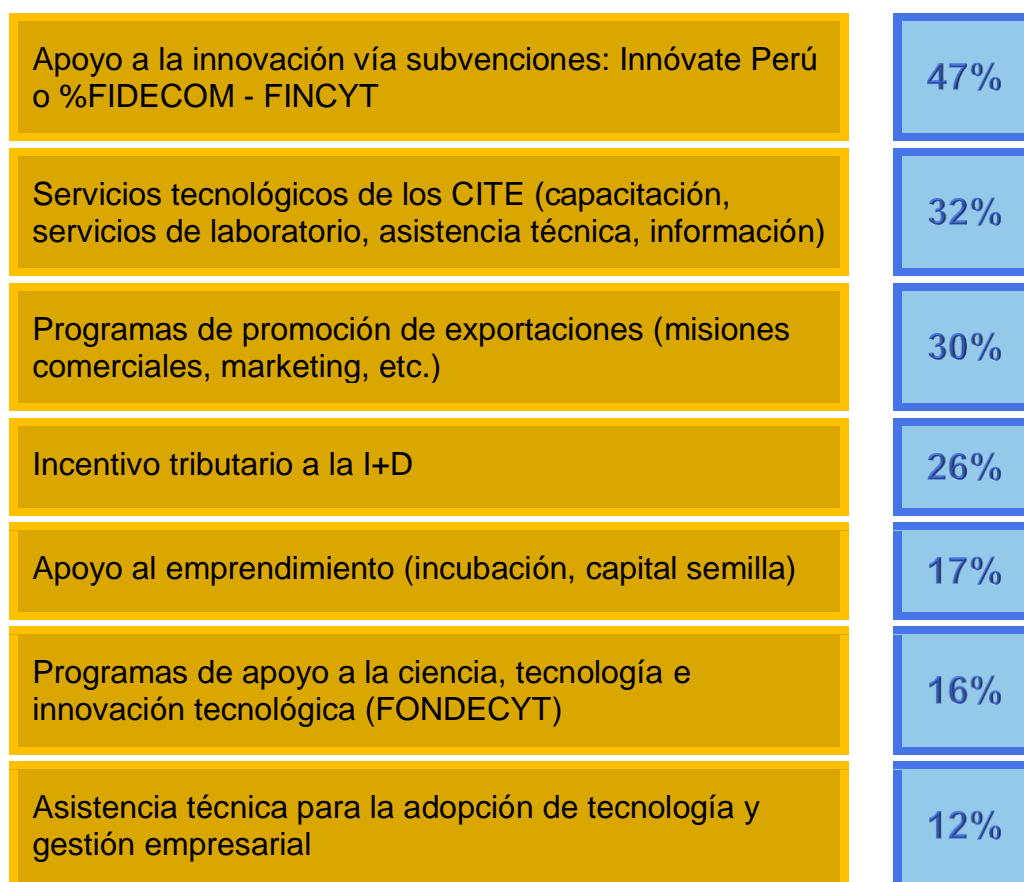 Apoyo a la innovación vía subvenciones: Innóvate Perú
o %FIDECOM - FINCYT
47%
Servicios tecnológicos de los CITE (capacitación,
servicios de laboratorio, asistencia técnica, información)
32%
Programas de promoción de exportaciones (misiones
comerciales, marketing, etc.)
30%
Incentivo tributario a la I+D
26%
Apoyo al emprendimiento (incubación, capital semilla)
17%
Programas de apoyo a la ciencia, tecnología e
innovación tecnológica (FONDECYT)
16%
Asistencia técnica para la adopción de tecnología y
gestión empresarial
12%